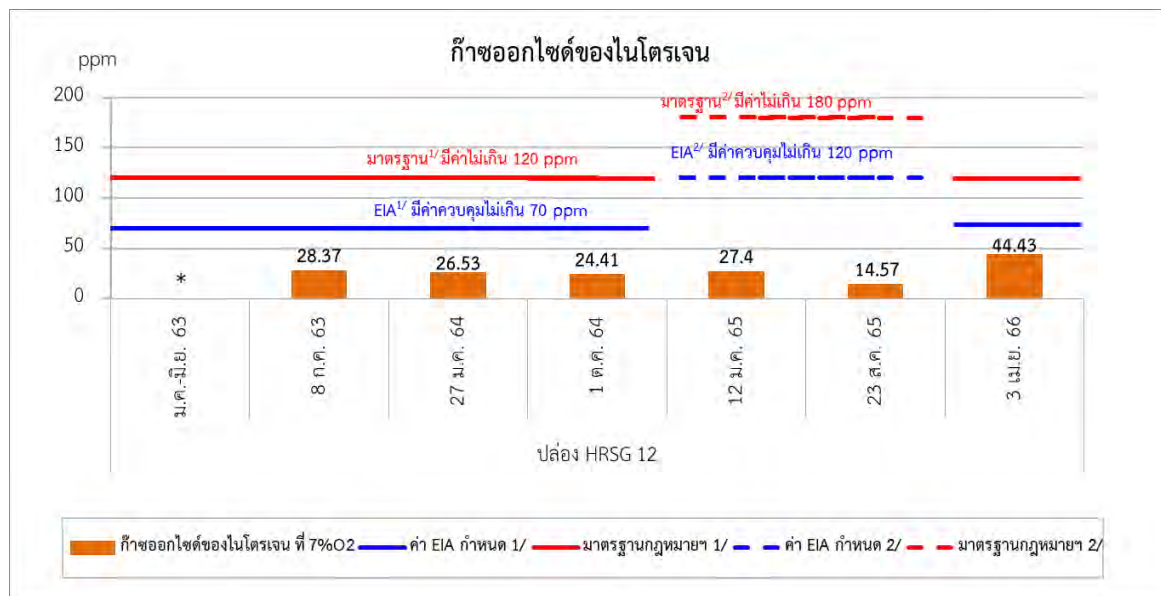 ก๊าซออกไซด์ของไนโตรเจน
ppm
200
150
100
50
0
มาตรฐาน2/ มีค่าไม่เกิน 180 ppm
EIA2/ มีค่าควบคุมไม่เกิน 120 ppm
มาตรฐาน1/ มีค่าไม่เกิน 120 ppm
EIA1/ มีค่าควบคุมไม่เกิน 70 ppm
*
28.37
26.53
24.41
27.4
14.57
44.43
ม.ค.-มิ.ย. 63
8 ก.ค. 63
27 ม.ค. 64
1 ต.ค. 64
12 ม.ค. 65
23 ส.ค. 65
3 เม.ย. 66
ปล่อง HRSG 12
ก๊าซออกไซด์ของไนโตรเจน ที่ 7%O2 ค่า EIA กำหนด 1/ มาตรฐานกฎหมายฯ 1/ ค่า EIA กำหนด 2/ มาตรฐานกฎหมายฯ 2/